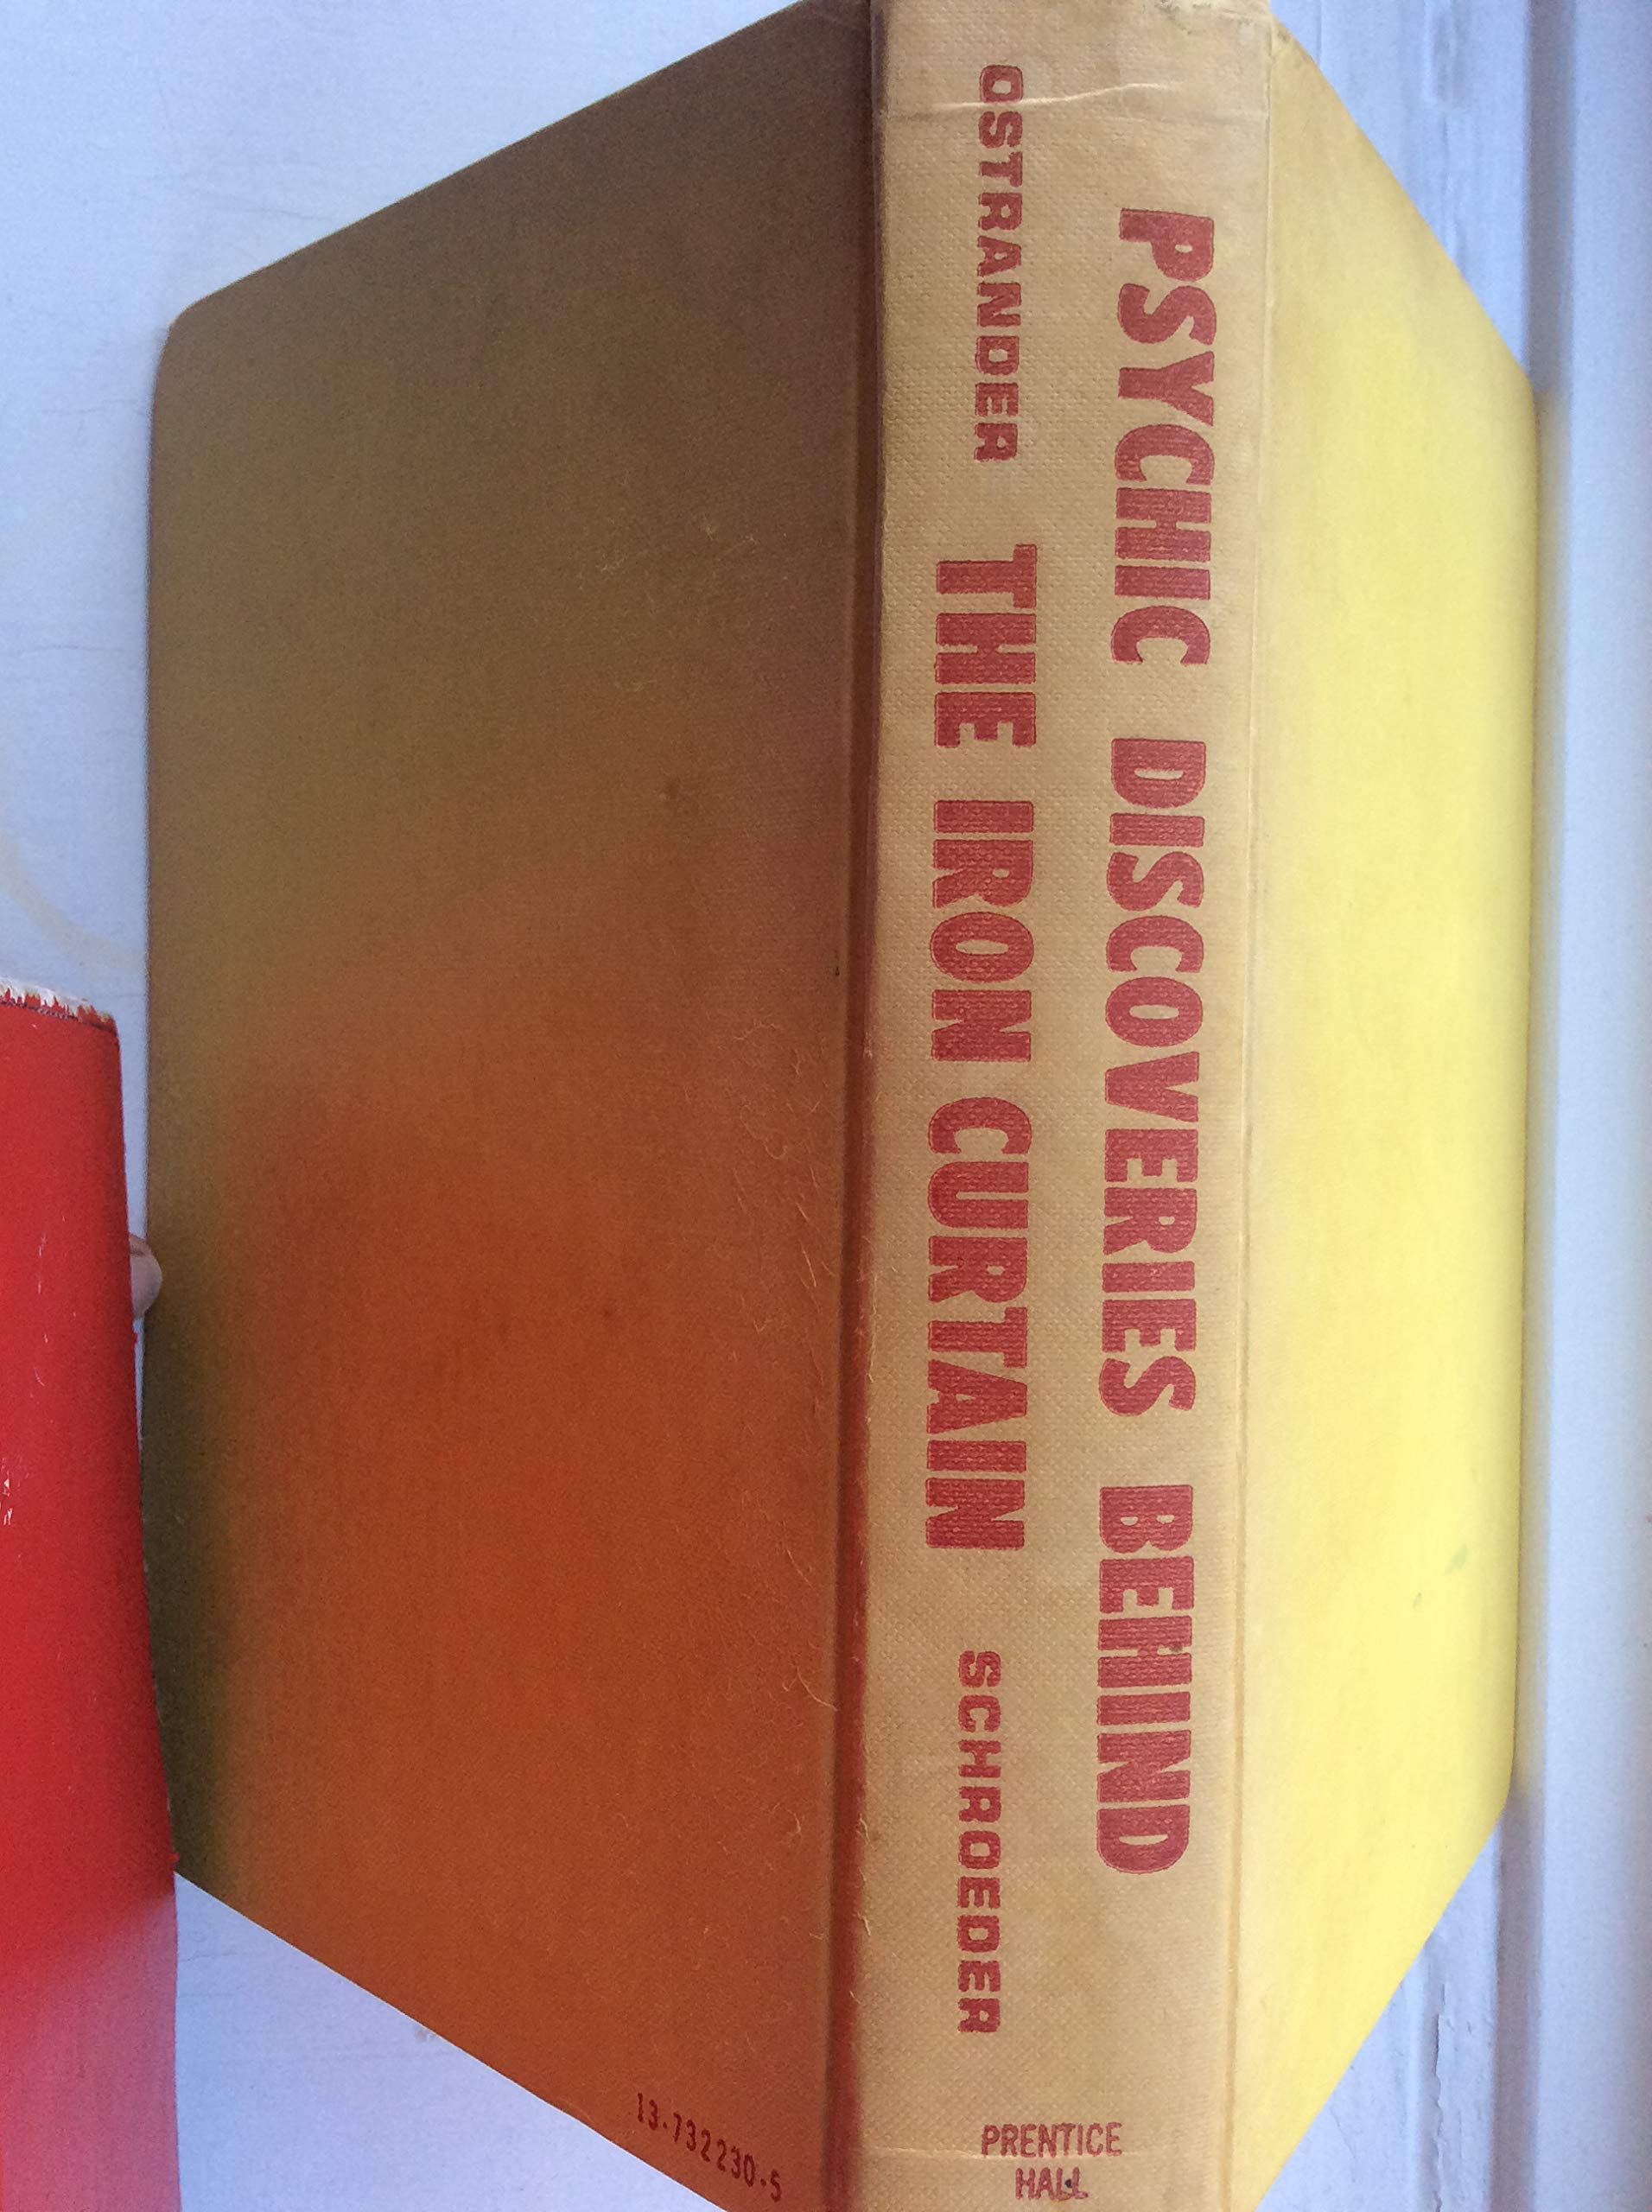 PSYCHIC DISCOVERIES BEHIND
OSTRANDER THE IRON CURTAIN SCHROEDER
PRENTICE
HALL
13-732230-5